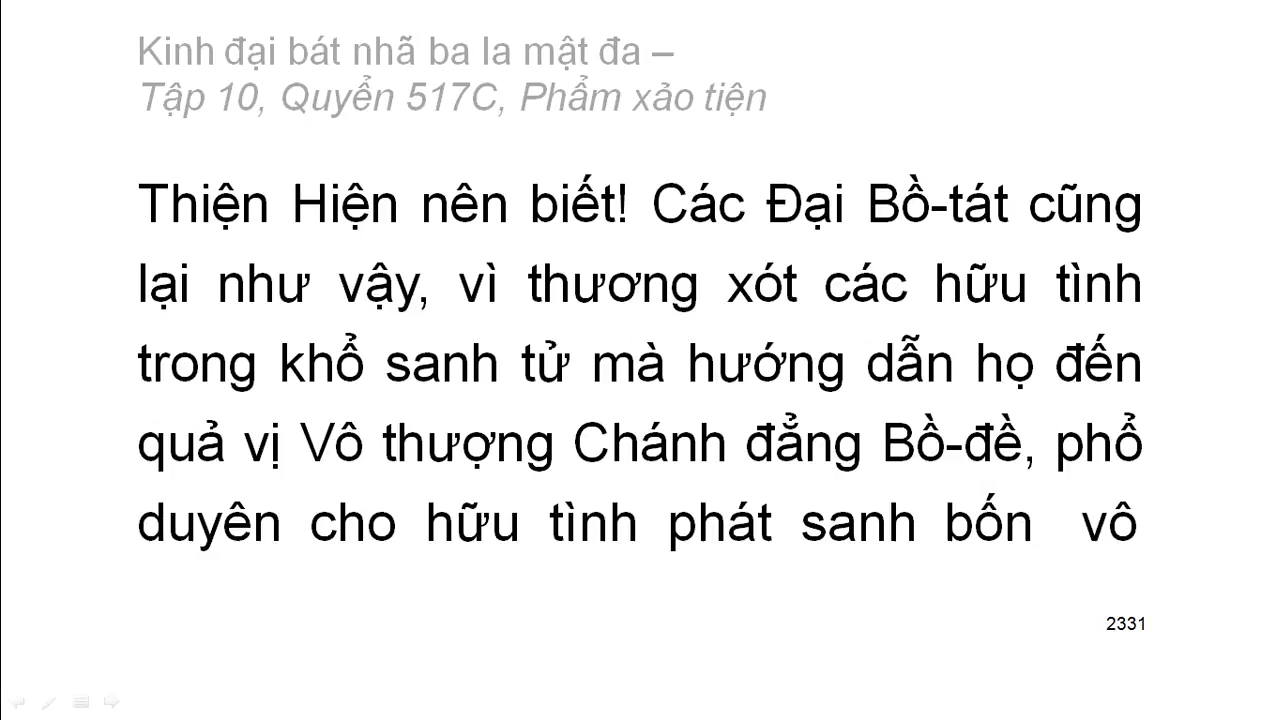 Kinh đại bát nhã ba la mật đa –
Tập 10, Quyển 517C, Phẩm xảo tiện
Thiện Hiện nên biết! Các Đại Bồ-tát cũng
lại như vậy, vì thương xót các hữu tình
trong khổ sanh tử mà hướng dẫn họ đến
quả vị Vô thượng Chánh đẳng Bồ-đề, phổ
duyên cho hữu tình phát sanh bốn vô
2331